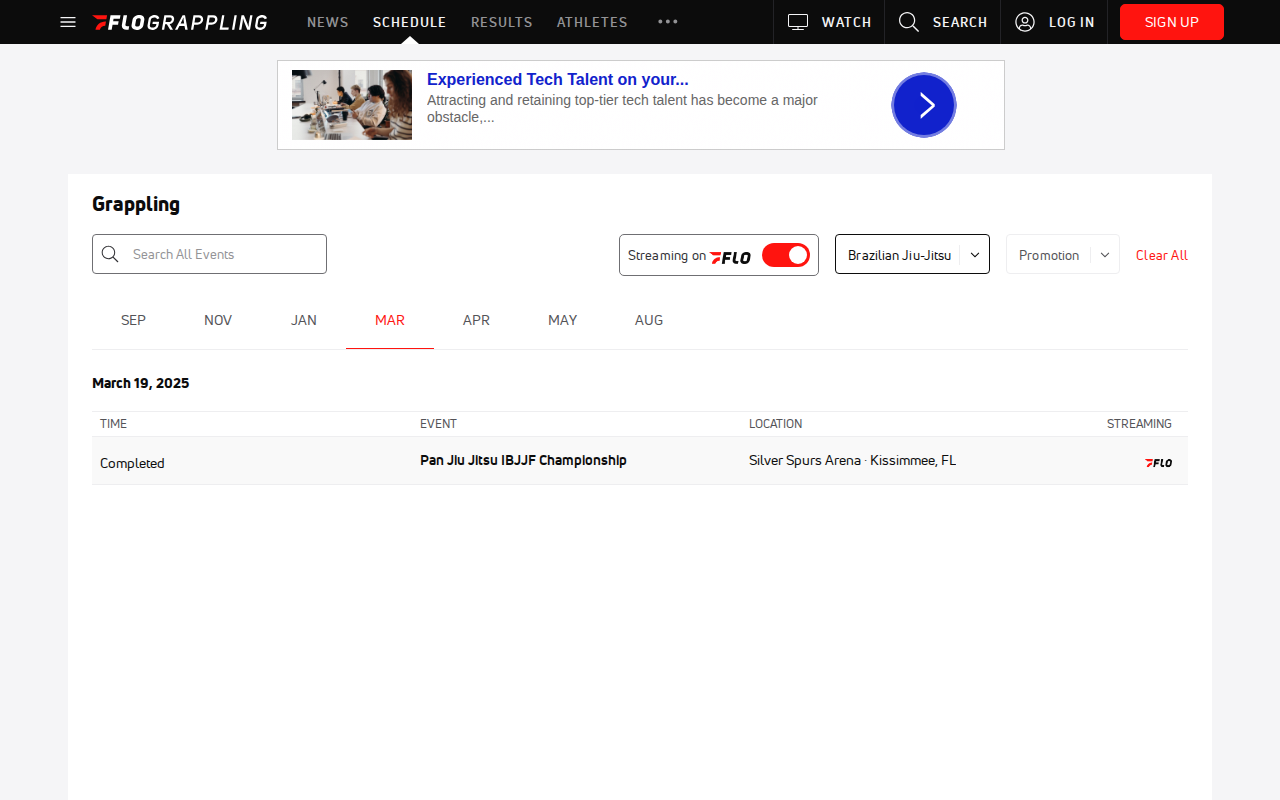 FLOGRAPPLING NEWS SCHEDULE RESULTS ATHLETES WATCH SEARCH LOG IN SIGN UP
Experienced Tech Talent on your...
Attracting and retaining top-tier tech talent has become a major
obstacle,...
Grappling
Search All Events Streaming on FLO Brazilian Jiu-Jitsu Promotion Clear All
SEP NOV JAN MAR APR MAY AUG
March 19, 2025
TIME EVENT LOCATION STREAMING
Completed Pan Jiu Jitsu IBJJF Championship Silver Spurs Arena · Kissimmee, FL FLO